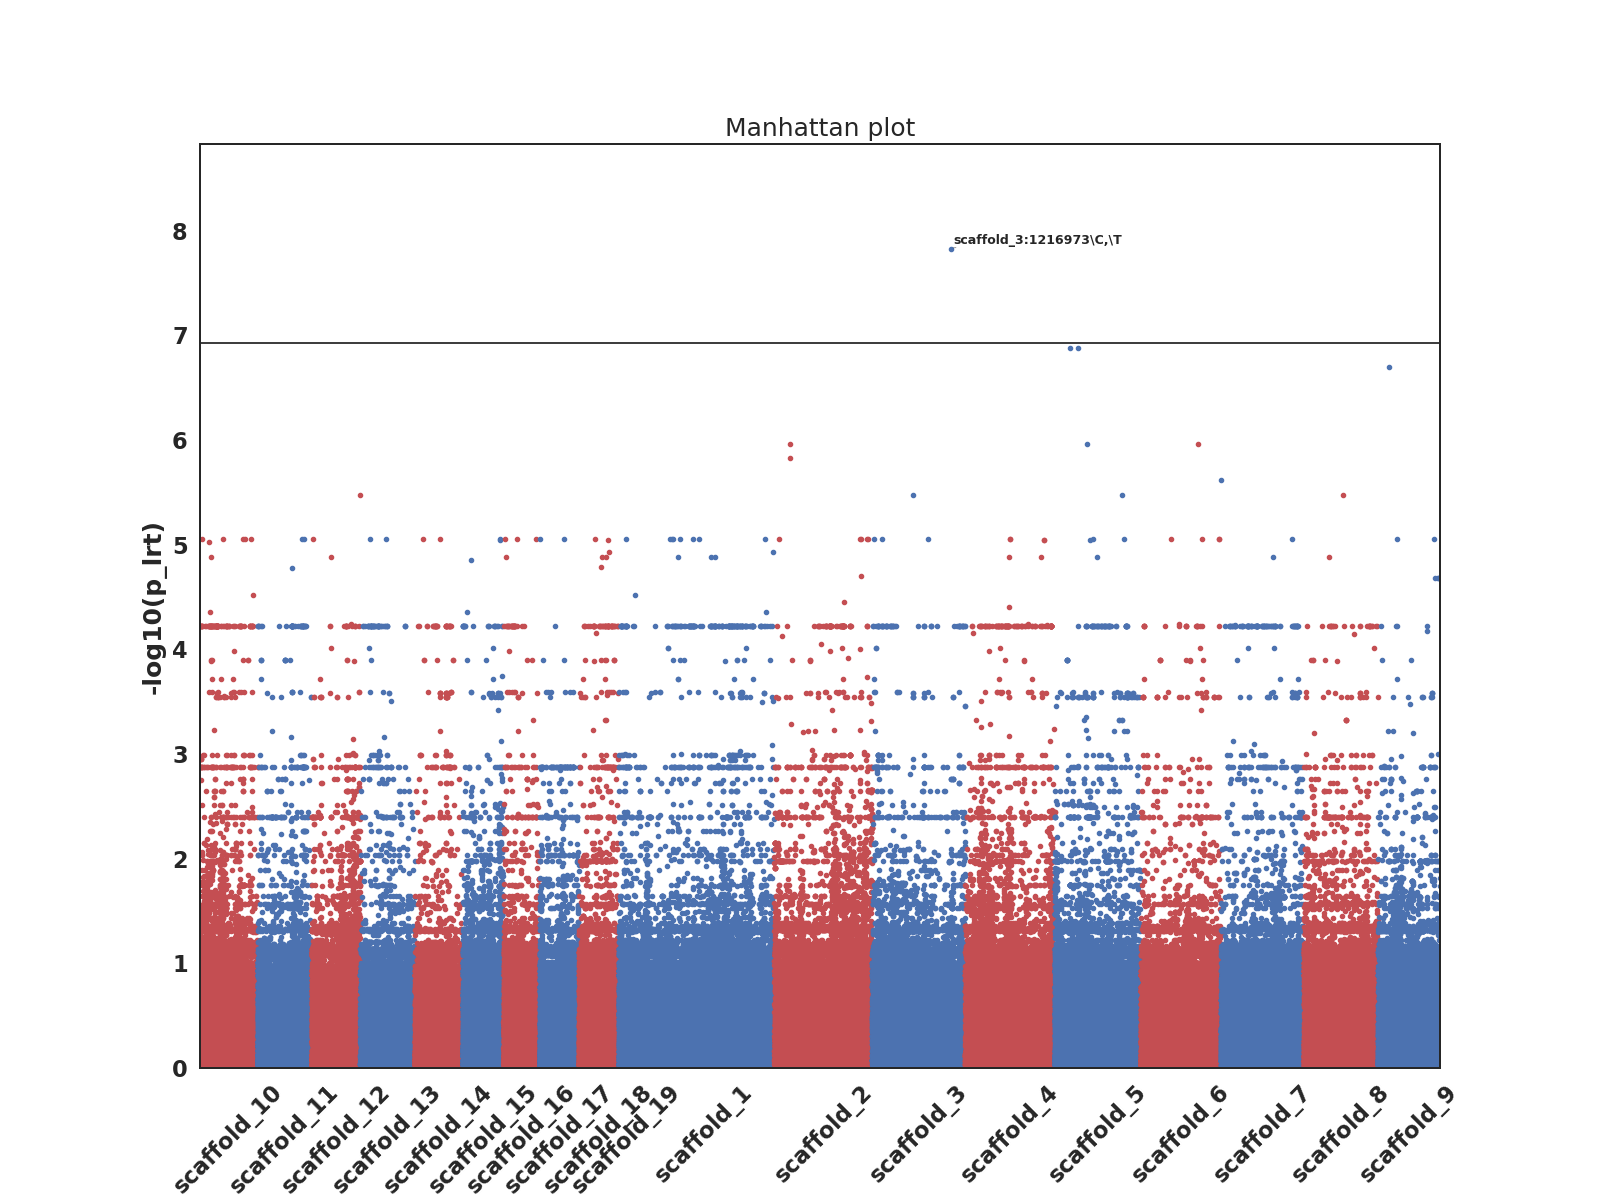 Manhattan plot
8
scaffold_3:1216973\C,\T
7
6
5
4
3
2
1
0
-log10(p_lrt)
scaffold_10
scaffold_11
scaffold_12
scaffold_13
scaffold_14
scaffold_15
scaffold_16
scaffold_17
scaffold_18
scaffold_19
scaffold_1
scaffold_2
scaffold_3
scaffold_4
scaffold_5
scaffold_6
scaffold_7
scaffold_8
scaffold_9